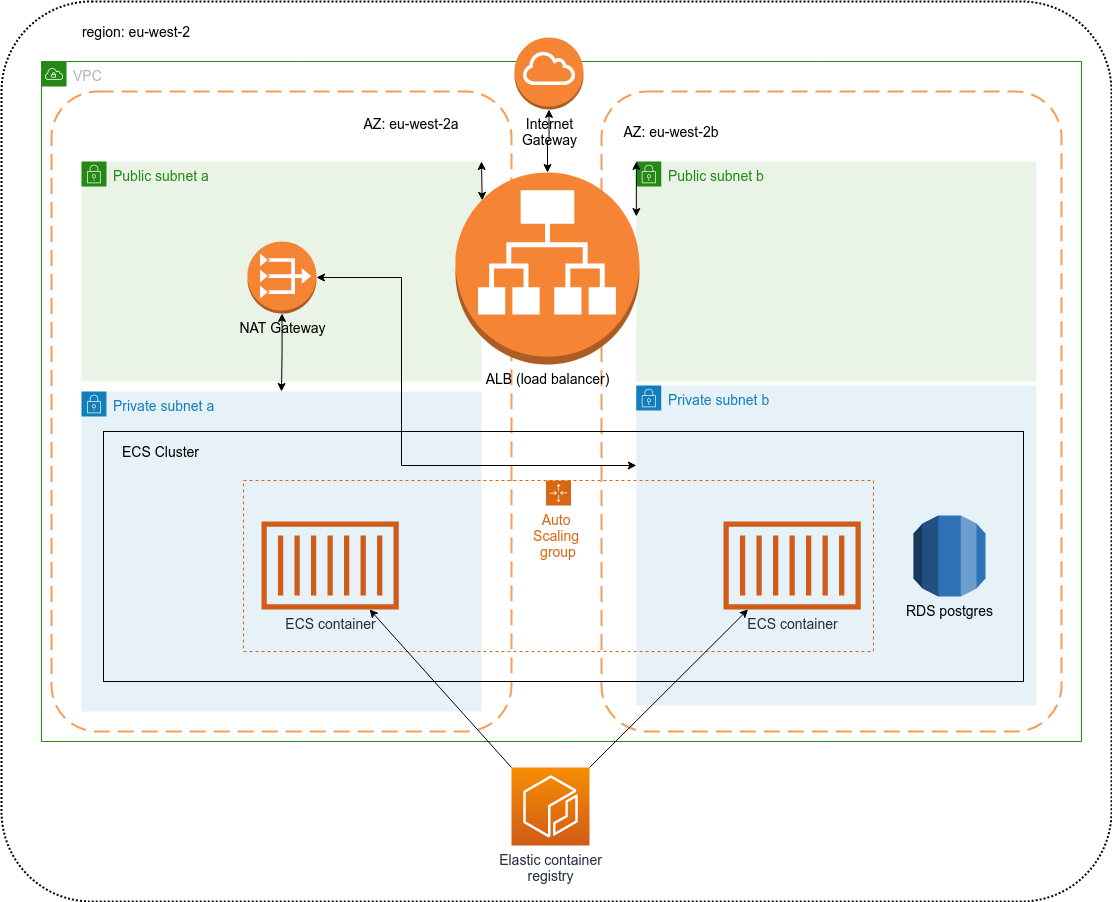 region: eu-west-2
VPC
AZ: eu-west-2a
Internet
Gateway
AZ: eu-west-2b
Public subnet a
Public subnet b
NAT Gateway
ALB (load balancer)
Private subnet a
Private subnet b
ECS Cluster
Auto
Scaling
group
ECS container
ECS container
RDS postgres
Elastic container
registry